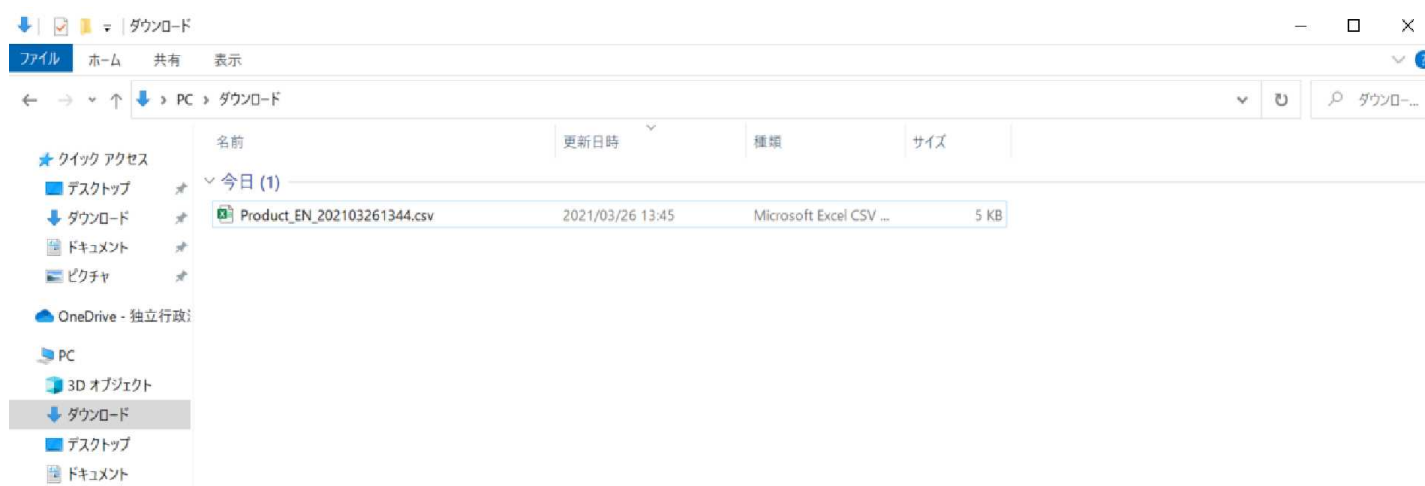 ダウンロード
ファイル ホーム 共有 表示
PC ダウンロード ダウンロー...
名前 更新日時 種類 サイズ
クイック アクセス
デスクトップ
ダウンロード
ドキュメント
ピクチャ
OneDrive - 独立行政
PC
3D オブジェクト
ダウンロード
デスクトップ
ドキュメント
今日 (1)
Product_EN_202103261344.csv 2021/03/26 13:45 Microsoft Excel CSV ... 5 KB